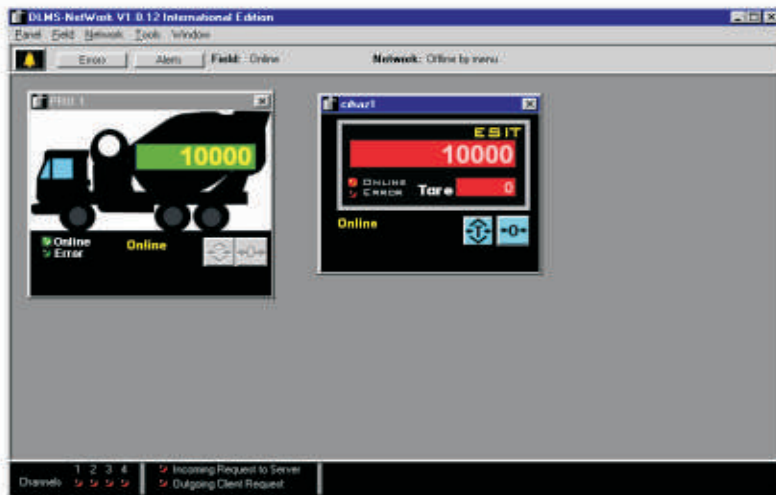 DLMS-NetWork V1.0.12 International Edition
Panel Field Network Tools Window
Errors Alerts Field: Online Network: Offline by menu
10000
Online
Error
Online
cihaz1
ESIT
10000
ONLINE
ERROR
Tare 0
Online
T
0
1 2 3 4
Channels
Incoming Request to Server
Outgoing Client Request